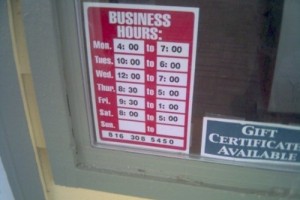 BUSINESS
HOURS:
Mon. 4:00 to 7:00
Tues. 10:00 to 6:00
Wed. 12:00 to 7:00
Thur. 8:30 to 5:00
Fri. 9:30 to 1:00
Sat. 8:00 to 5:00
Sun. to
816 308 5450
GIFT
CERTIFICATE
AVAILABLE